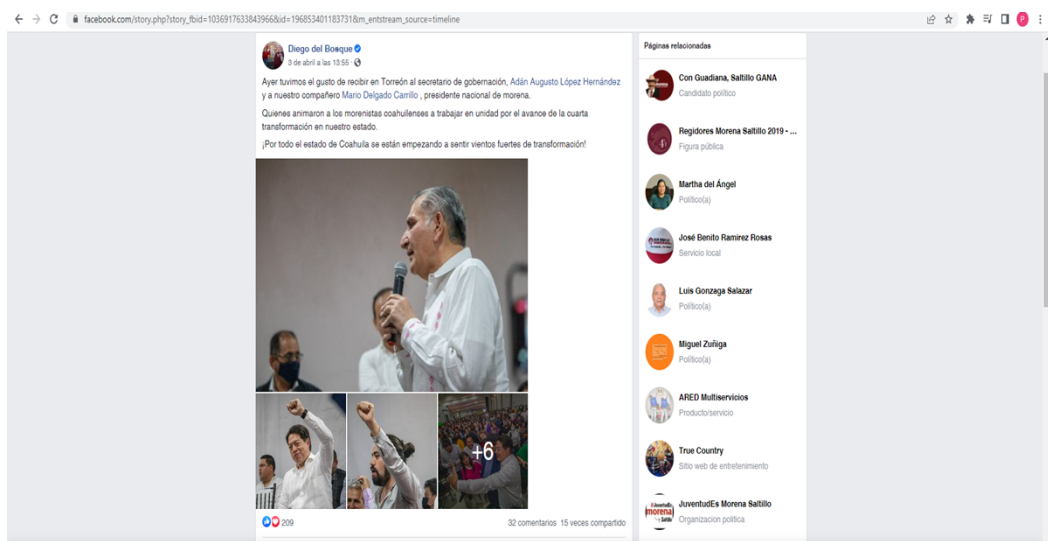 facebook.com/story.php?story_fbid=10369176338439666&id=196853401183731&m_entstream_source=timeline
Diego del Bosque
3 de abril a las 13:55 ·
Ayer tuvimos el gusto de recibir en Torreón al secretario de gobernación, Adán Augusto López Hernández
y a nuestro compañero Mario Delgado Carrillo , presidente nacional de morena.
Quienes animaron a los morenistas coahuilenses a trabajar en unidad por el avance de la cuarta
transformación en nuestro estado.
¡Por todo el estado de Coahuila se están empezando a sentir vientos fuertes de transformación!
+6
209
32 comentarios 15 veces compartido
Páginas relacionadas
Con Guadiana, Saltillo GANA
Candidato político
Regidores Morena Saltillo 2019 - ...
Figura pública
Martha del Ángel
Político(a)
José Benito Ramírez Rosas
Servicio local
Luis Gonzaga Salazar
Político(a)
Miguel Zuñiga
Político(a)
ARED Multiservicios
Producto/servicio
True Country
Sitio web de entretenimiento
morena
JuventudEs Morena Saltillo
Organizacion política